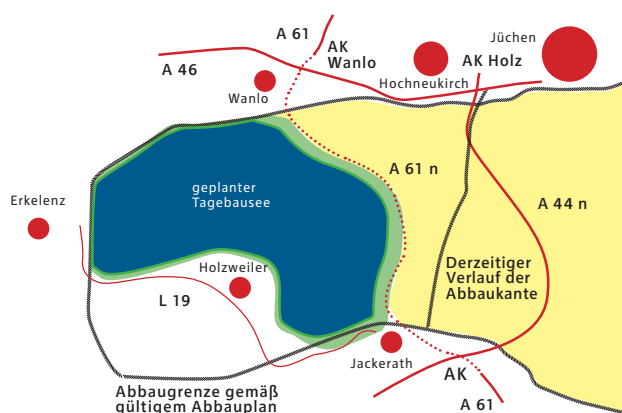 A 61
AK
Wanlo
A 46
Jüchen
AK Holz
Hochneukirch
Wanlo
A 61 n
geplanter
Tagebausee
Erkelenz
A 44 n
Holzweiler
Derzeitiger
Verlauf der
Abbaukante
L 19
Jackerath
AK
Abbaugrenze gemäß
gültigem Abbauplan
A 61